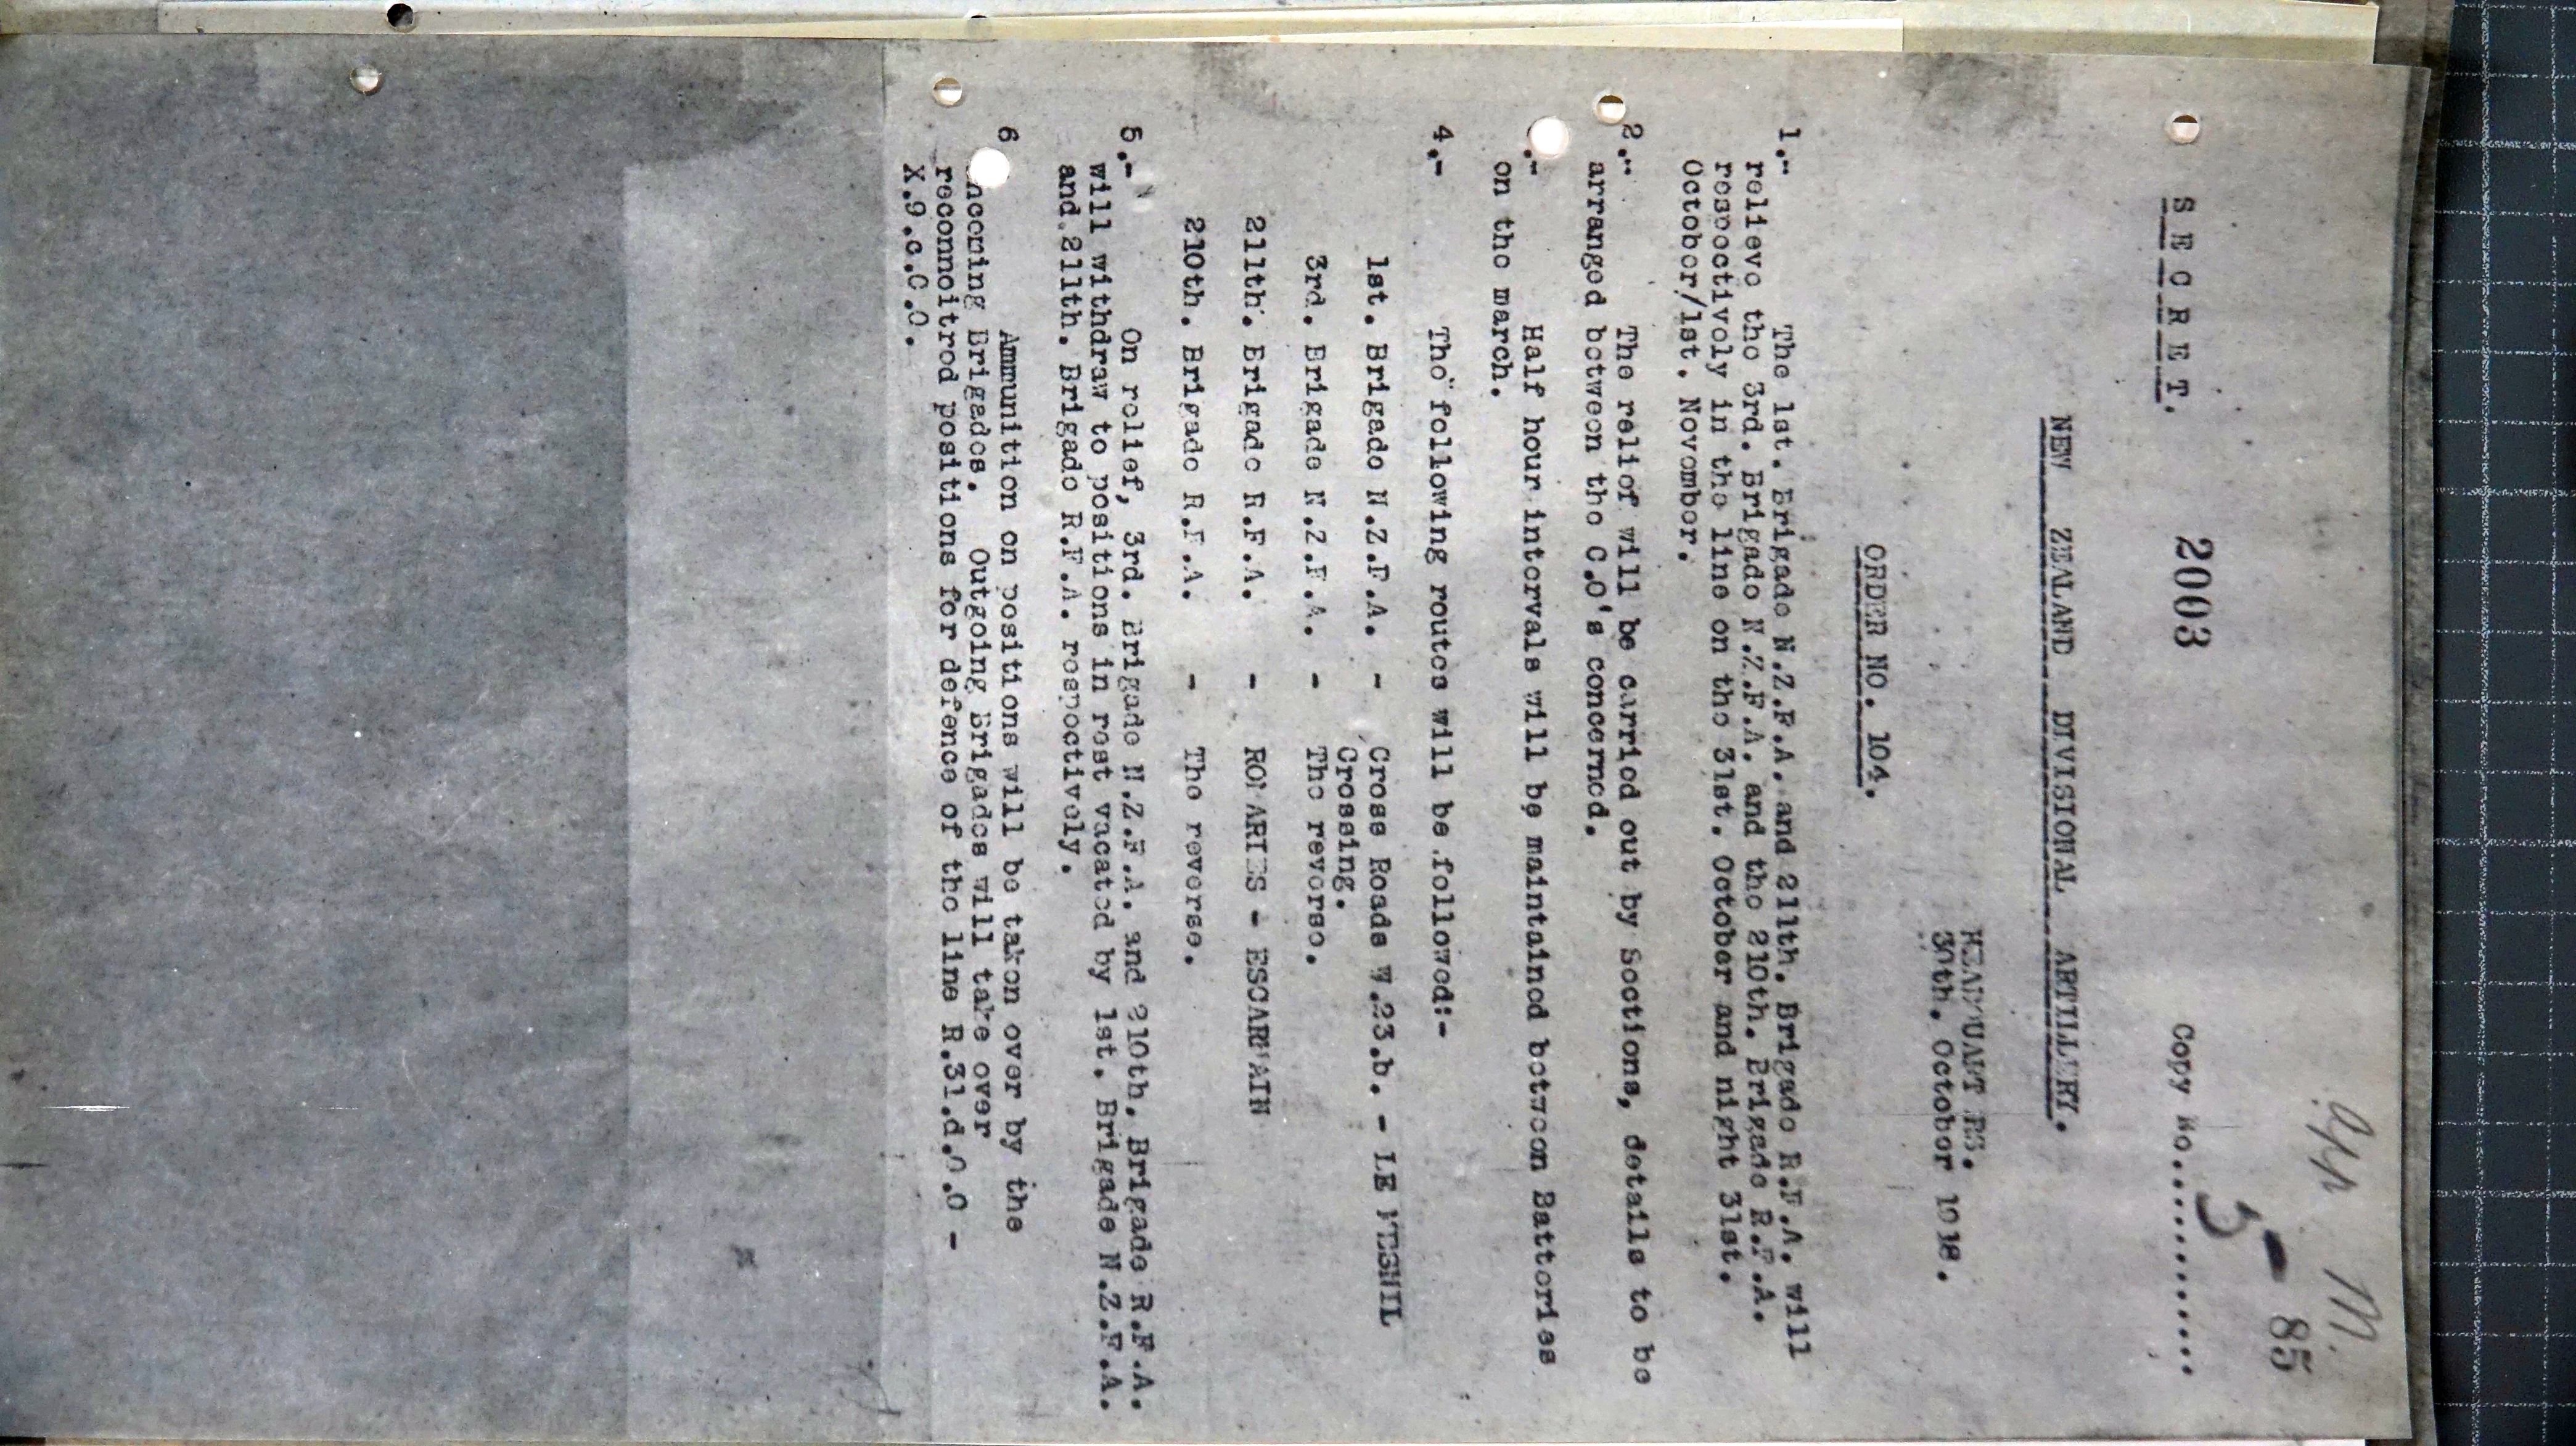 App M.
85
S E C R E T.   2003   Copy No. 5
NEW ZEALAND DIVISIONAL ARTILLERY.
HEADQUARTERS.
30th. October 1918.
ORDER NO. 104.
1.- The 1st. Brigade N.Z.F.A. and 211th. Brigade R.F.A. will
relieve the 3rd. Brigade N.Z.F.A. and the 210th. Brigade R.F.A.
respectively in the line on the 31st. October and night 31st.
October/1st. November.
2.- The relief will be carried out by Sections, details to be
arranged between the C.O's concerned.
.- Half hour intervals will be maintained between Batteries
on the march.
4.- The following routes will be followed:-
1st. Brigade N.Z.F.A. - Cross Roads W.23.b. - LE MESNIL
Crossing.
3rd. Brigade N.Z.F.A. - The reverse.
211th. Brigade R.F.A. - ROMARIES - ESCARMAIN
210th. Brigade R.F.A. - The reverse.
5.- On relief, 3rd. Brigade N.Z.F.A. and 210th. Brigade R.F.A.
will withdraw to positions in rest vacated by 1st. Brigade N.Z.F.A.
and 211th. Brigade R.F.A. respectively.
6 Ammunition on positions will be taken over by the
incoming Brigades. Outgoing Brigades will take over
reconnoitred positions for defence of the line R.31.d.0.0 -
X.9.c.0.0.